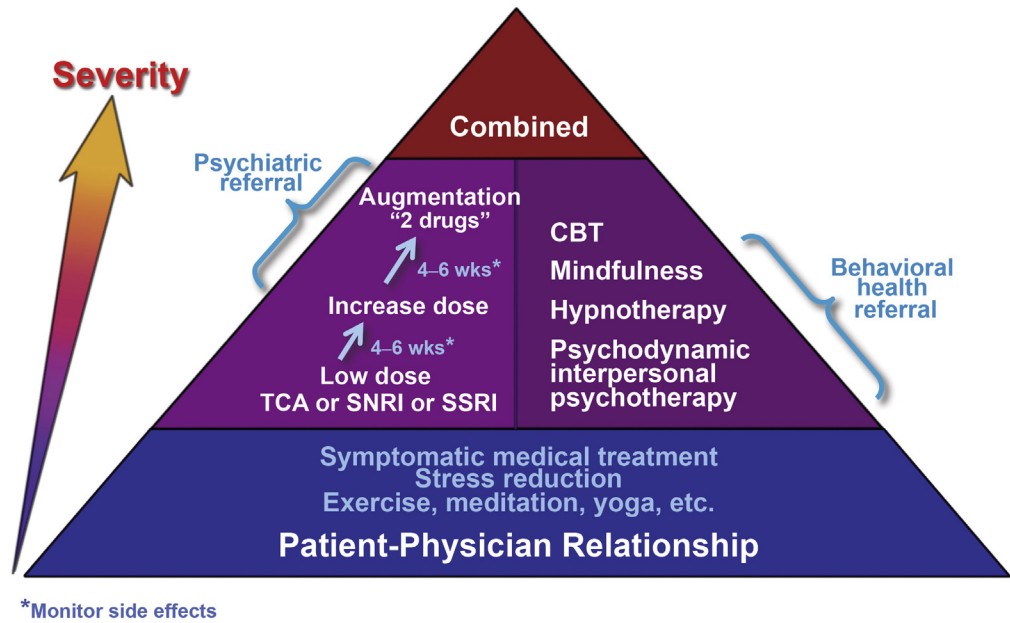 Severity
Combined
Psychiatric
referral
Augmentation
“2 drugs”
4–6 wks*
Increase dose
4–6 wks*
Low dose
TCA or SNRI or SSRI
CBT
Mindfulness
Hypnotherapy
Psychodynamic
interpersonal
psychotherapy
Behavioral
health
referral
Symptomatic medical treatment
Stress reduction
Exercise, meditation, yoga, etc.
Patient-Physician Relationship
*Monitor side effects